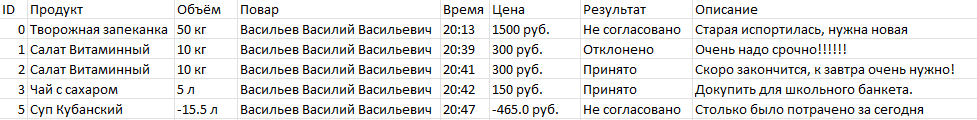 ID Продукт Объём Повар Время Цена Результат Описание
0 Творожная запеканка 50 кг Васильев Василий Васильевич 20:13 1500 руб. Не согласовано Старая испортилась, нужна новая
1 Салат Витаминный 10 кг Васильев Василий Васильевич 20:39 300 руб. Отклонено Очень надо срочно!!!!!!
2 Салат Витаминный 10 кг Васильев Василий Васильевич 20:41 300 руб. Принято Скоро закончится, к завтра очень нужно!
3 Чай с сахаром 5 л Васильев Василий Васильевич 20:42 150 руб. Принято Докупить для школьного банкета.
5 Суп Кубанский -15.5 л Васильев Василий Васильевич 20:47 -465.0 руб. Не согласовано Столько было потрачено за сегодня